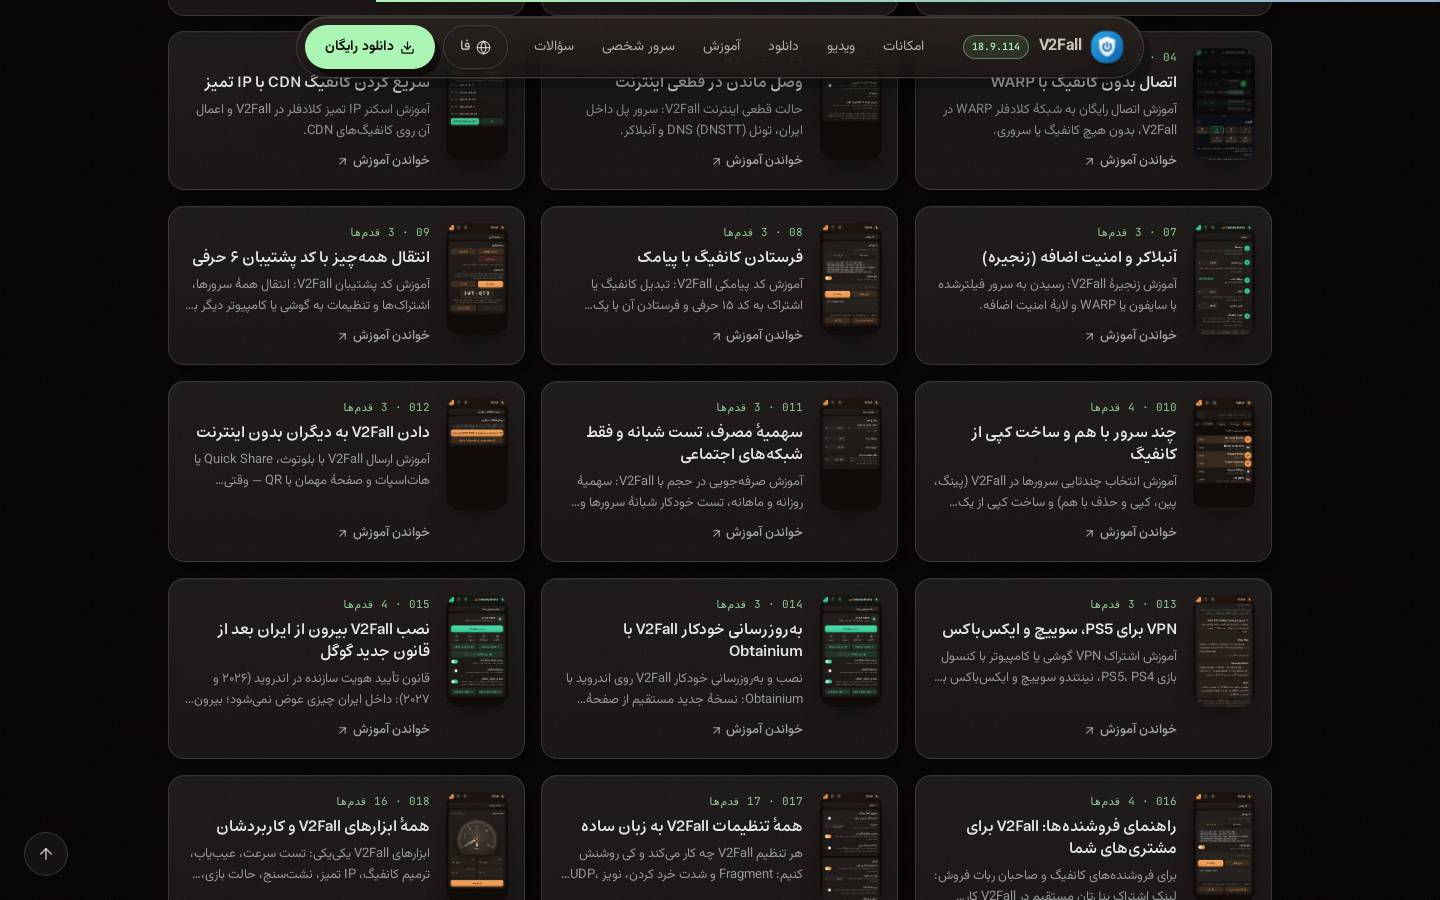 V2Fall
18.9.114
امکانات
ویدیو
دانلود
آموزش
سرور شخصی
سؤالات
فا
دانلود رایگان
04
اتصال بدون کانفیگ با WARP
آموزش اتصال رایگان به شبکهٔ کلادفلر WARP در
V2Fall، بدون هیچ کانفیگ یا سروری.
خواندن آموزش
وصل ماندن در قطعی اینترنت
حالت قطعی اینترنت V2Fall: سرور پل داخل
ایران، تونل DNS (DNSTT) و آنبلاکر.
خواندن آموزش
سریع کردن کانفیگ CDN با IP تمیز
آموزش اسکنر IP تمیز کلادفلر در V2Fall و اعمال
آن روی کانفیگ‌های CDN.
خواندن آموزش
07 · 3 قدم‌ها
آنبلاکر و امنیت اضافه (زنجیره)
آموزش زنجیرهٔ V2Fall: رسیدن به سرور فیلترشده
با سایفون یا WARP و لایهٔ امنیت اضافه.
خواندن آموزش
08 · 3 قدم‌ها
فرستادن کانفیگ با پیامک
آموزش کد پیامکی V2Fall: تبدیل کانفیگ یا
اشتراک به کد ۱۵ حرفی و فرستادن آن با یک…
خواندن آموزش
09 · 3 قدم‌ها
انتقال همه‌چیز با کد پشتیبان ۶ حرفی
آموزش کد پشتیبان V2Fall: انتقال همهٔ سرورها،
اشتراک‌ها و تنظیمات به گوشی یا کامپیوتر دیگر ب…
خواندن آموزش
010 · 4 قدم‌ها
چند سرور با هم و ساخت کپی از
کانفیگ
آموزش انتخاب چندتایی سرورها در V2Fall (پینگ،
پین، کپی و حذف با هم) و ساخت کپی از یک…
خواندن آموزش
011 · 3 قدم‌ها
سهمیهٔ مصرف، تست شبانه و فقط
شبکه‌های اجتماعی
آموزش صرفه‌جویی در حجم با V2Fall: سهمیهٔ
روزانه و ماهانه، تست خودکار شبانهٔ سرورها و…
خواندن آموزش
012 · 3 قدم‌ها
دادن V2Fall به دیگران بدون اینترنت
آموزش ارسال V2Fall با بلوتوث، Quick Share یا
هات‌اسپات و صفحهٔ مهمان با QR — وقتی…
خواندن آموزش
013 · 3 قدم‌ها
VPN برای PS5، سوییچ و ایکس‌باکس
آموزش اشتراک VPN گوشی یا کامپیوتر با کنسول
بازی PS5، PS4، نینتندو سوییچ و ایکس‌باکس ب…
خواندن آموزش
014 · 3 قدم‌ها
به‌روزرسانی خودکار V2Fall با
Obtainium
نصب و به‌روزرسانی خودکار V2Fall روی اندروید با
Obtainium: نسخهٔ جدید مستقیم از صفحهٔ…
خواندن آموزش
015 · 4 قدم‌ها
نصب V2Fall بیرون از ایران بعد از
قانون جدید گوگل
قانون تأیید هویت سازنده در اندروید (۲۰۲۶ و
۲۰۲۷): داخل ایران چیزی عوض نمی‌شود؛ بیرون…
خواندن آموزش
016 · 4 قدم‌ها
راهنمای فروشنده‌ها: V2Fall برای
مشتری‌های شما
برای فروشنده‌های کانفیگ و صاحبان ربات فروش:
لینک اشتراک پنل‌تان مستقیم در V2Fall کار…
017 · 17 قدم‌ها
همهٔ تنظیمات V2Fall به زبان ساده
هر تنظیم V2Fall چه کار می‌کند و کی روشنش
کنیم: Fragment و شدت خرد کردن، نویز UDP،…
018 · 16 قدم‌ها
همهٔ ابزارهای V2Fall و کاربردشان
ابزارهای V2Fall یکی‌یکی: تست سرعت، عیب‌یاب،
ترمیم کانفیگ، IP تمیز، نشت‌سنج، حالت بازی،…